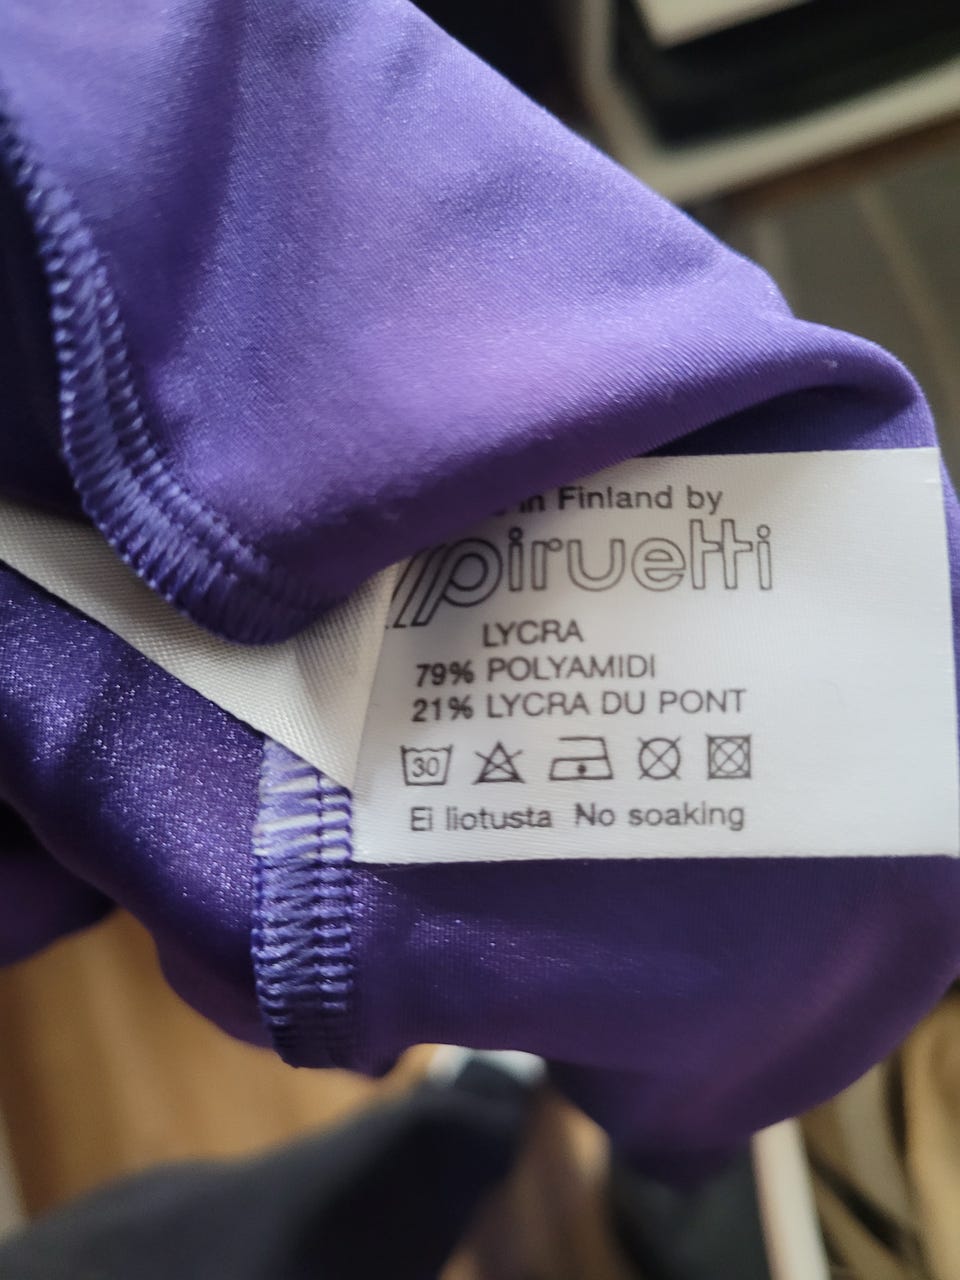 in Finland by
piruetti
LYCRA
79% POLYAMIDI
21% LYCRA DU PONT
30
Ei liotusta No soaking